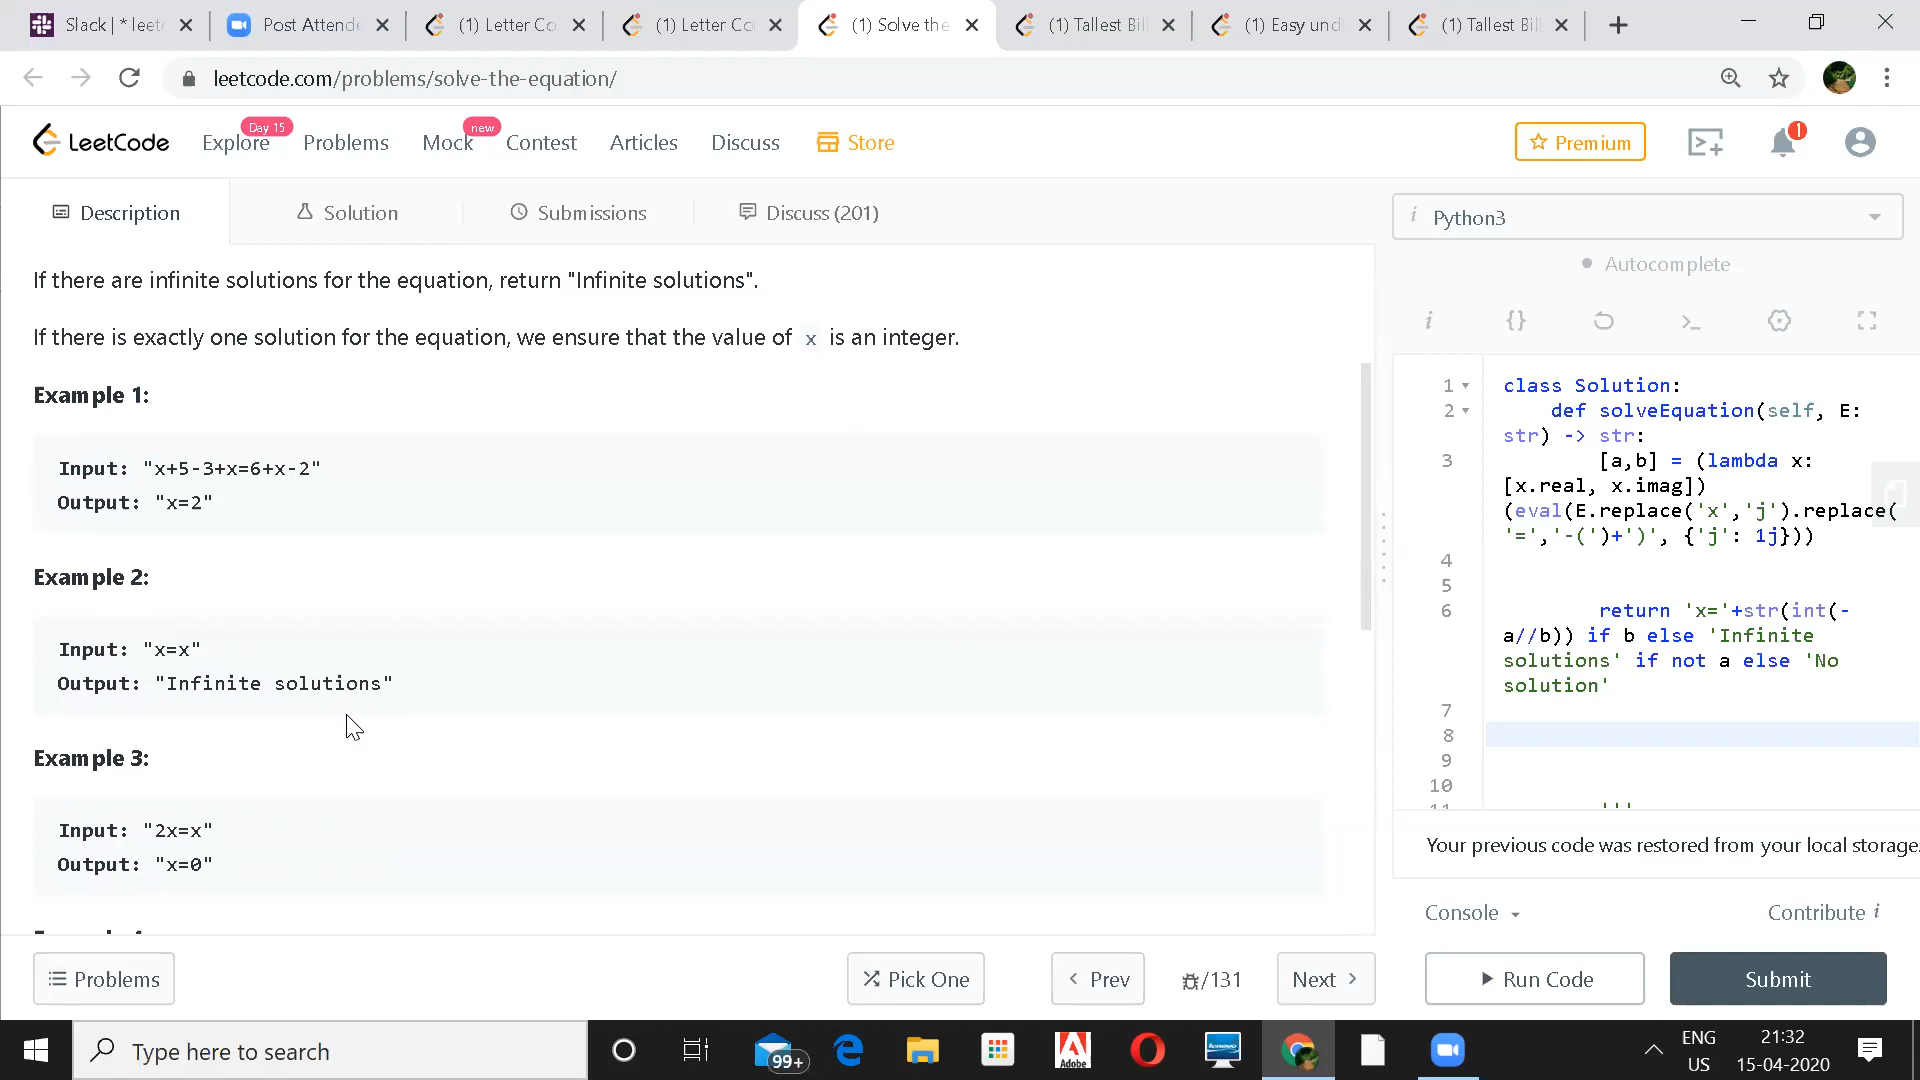 Slack | * leetc
Post Attende
(1) Letter Co
(1) Letter Cor
(1) Solve the
(1) Tallest Bill
(1) Easy und
(1) Tallest Bill
leetcode.com/problems/solve-the-equation/
LeetCode
Explore
Day 15
Problems
Mock
new
Contest
Articles
Discuss
Store
Premium
1
Description
Solution
Submissions
Discuss (201)
If there are infinite solutions for the equation, return "Infinite solutions".
If there is exactly one solution for the equation, we ensure that the value of x is an integer.
Example 1:
Input: "x+5-3+x=6+x-2"
Output: "x=2"
Example 2:
Input: "x=x"
Output: "Infinite solutions"
Example 3:
Input: "2x=x"
Output: "x=0"
Problems
Pick One
Prev
/131
Next
i Python3
Autocomplete
i {} >_
1 class Solution:
2 def solveEquation(self, E:
str) -> str:
3 [a,b] = (lambda x:
[x.real, x.imag])
(eval(E.replace('x','j').replace(
'=','-(')+')', {'j': 1j}))
4
5
6 return 'x='+str(int(-
a//b)) if b else 'Infinite
solutions' if not a else 'No
solution'
7
8
9
10
11 '''
Your previous code was restored from your local storage.
Console
Contribute i
Run Code
Submit
Type here to search
99+
Adobe
ENG
US
21:32
15-04-2020